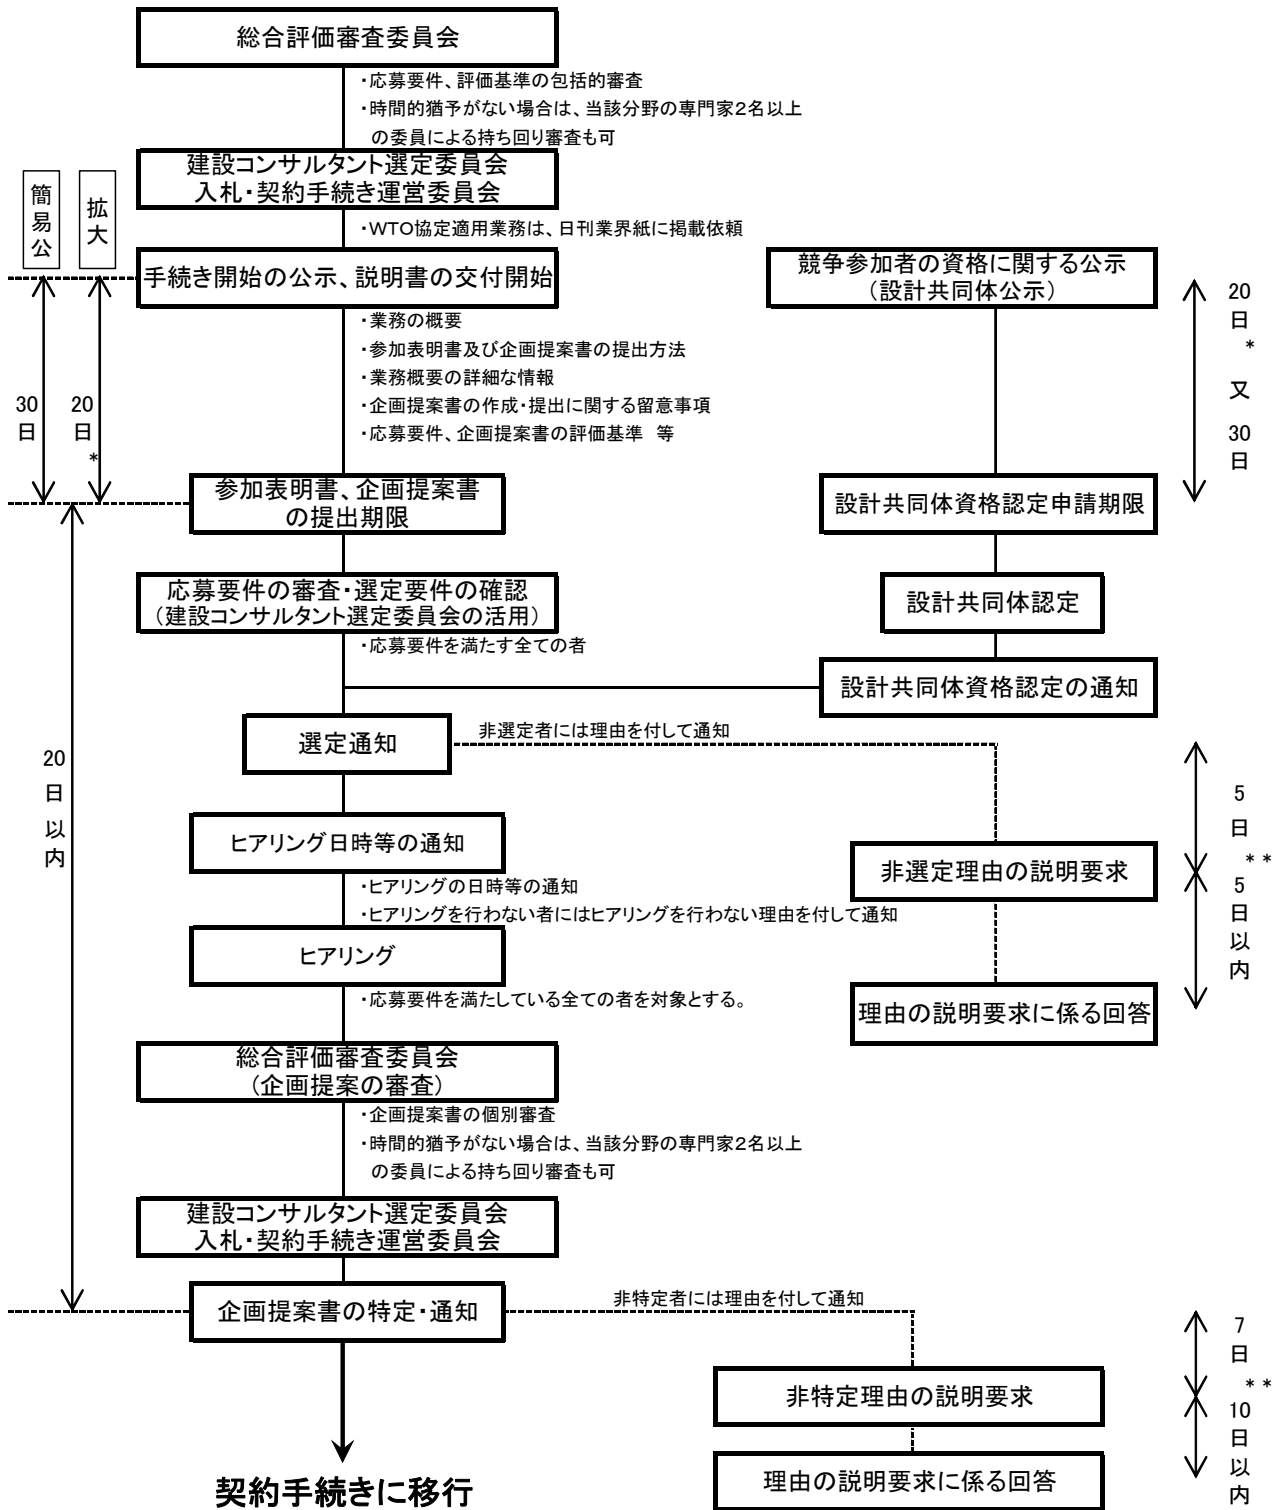 総合評価審査委員会
・応募要件、評価基準の包括的審査
・時間的猶予がない場合は、当該分野の専門家2名以上
の委員による持ち回り審査も可
建設コンサルタント選定委員会
入札・契約手続き運営委員会
簡易公
拡大
・WTO協定適用業務は、日刊業界紙に掲載依頼
手続き開始の公示、説明書の交付開始
競争参加者の資格に関する公示
（設計共同体公示）
・業務の概要
・参加表明書及び企画提案書の提出方法
・業務概要の詳細な情報
・企画提案書の作成・提出に関する留意事項
・応募要件、企画提案書の評価基準 等
30日
20日*
20日* 又 30日
参加表明書、企画提案書
の提出期限
設計共同体資格認定申請期限
応募要件の審査・選定要件の確認
（建設コンサルタント選定委員会の活用）
設計共同体認定
・応募要件を満たす全ての者
設計共同体資格認定の通知
選定通知
非選定者には理由を付して通知
20日以内
5日**
ヒアリング日時等の通知
非選定理由の説明要求
・ヒアリングの日時等の通知
・ヒアリングを行わない者にはヒアリングを行わない理由を付して通知
5日以内
ヒアリング
・応募要件を満たしている全ての者を対象とする。
理由の説明要求に係る回答
総合評価審査委員会
（企画提案の審査）
・企画提案書の個別審査
・時間的猶予がない場合は、当該分野の専門家2名以上
の委員による持ち回り審査も可
建設コンサルタント選定委員会
入札・契約手続き運営委員会
企画提案書の特定・通知
非特定者には理由を付して通知
7日**
非特定理由の説明要求
10日以内
理由の説明要求に係る回答
契約手続きに移行